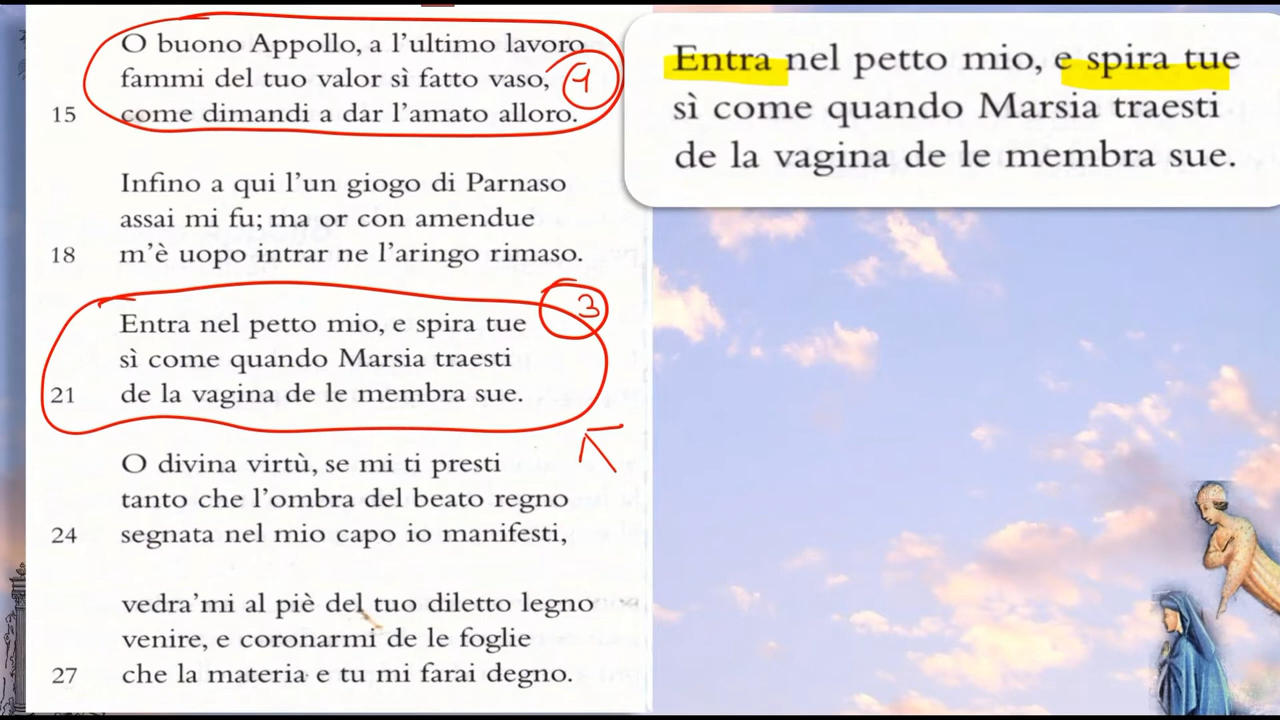 O buono Appollo, a l'ultimo lavoro
fammi del tuo valor sì fatto vaso,
15 come dimandi a dar l'amato alloro.
Infino a qui l'un giogo di Parnaso
assai mi fu; ma or con amendue
18 m'è uopo intrar ne l'aringo rimaso.
3
Entra nel petto mio, e spira tue
sì come quando Marsia traesti
21 de la vagina de le membra sue.
O divina virtù, se mi ti presti
tanto che l'ombra del beato regno
24 segnata nel mio capo io manifesti,
vedra'mi al piè del tuo diletto legno
venire, e coronarmi de le foglie
27 che la materia e tu mi farai degno.
Entra nel petto mio, e spira tue
sì come quando Marsia traesti
de la vagina de le membra sue.